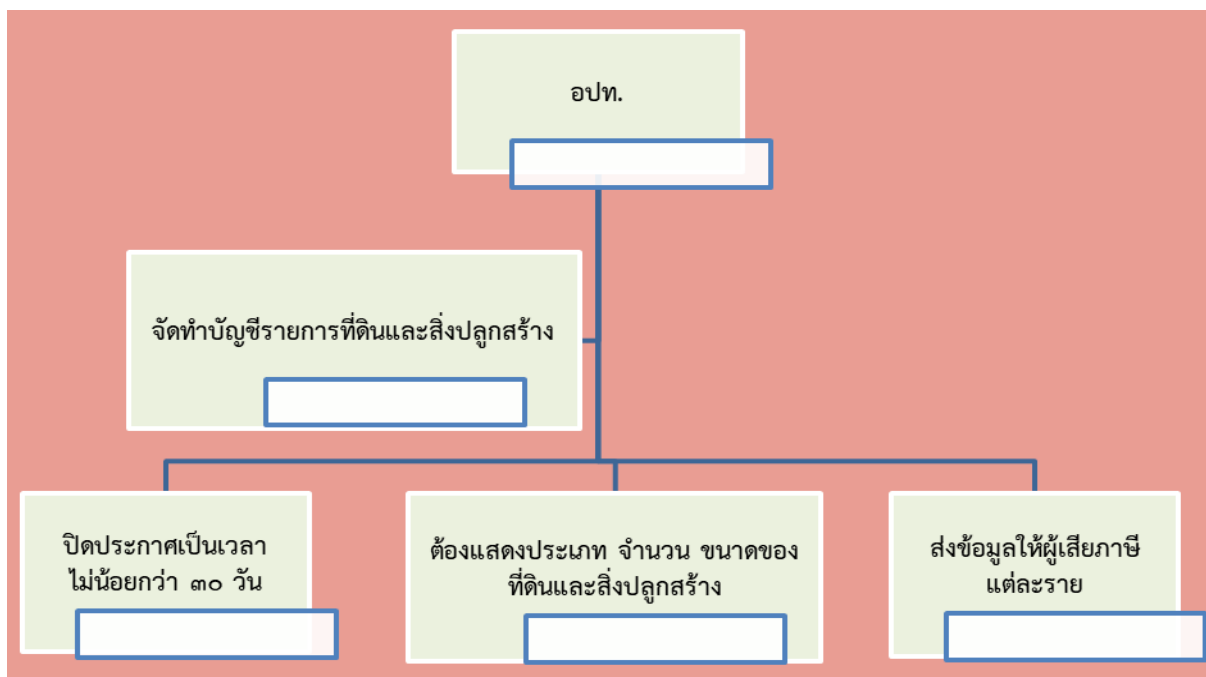 อปท.
จัดทำบัญชีรายการที่ดินและสิ่งปลูกสร้าง
ปิดประกาศเป็นเวลา
ไม่น้อยกว่า ๓๐ วัน
ต้องแสดงประเภท จำนวน ขนาดของ
ที่ดินและสิ่งปลูกสร้าง
ส่งข้อมูลให้ผู้เสียภาษี
แต่ละราย